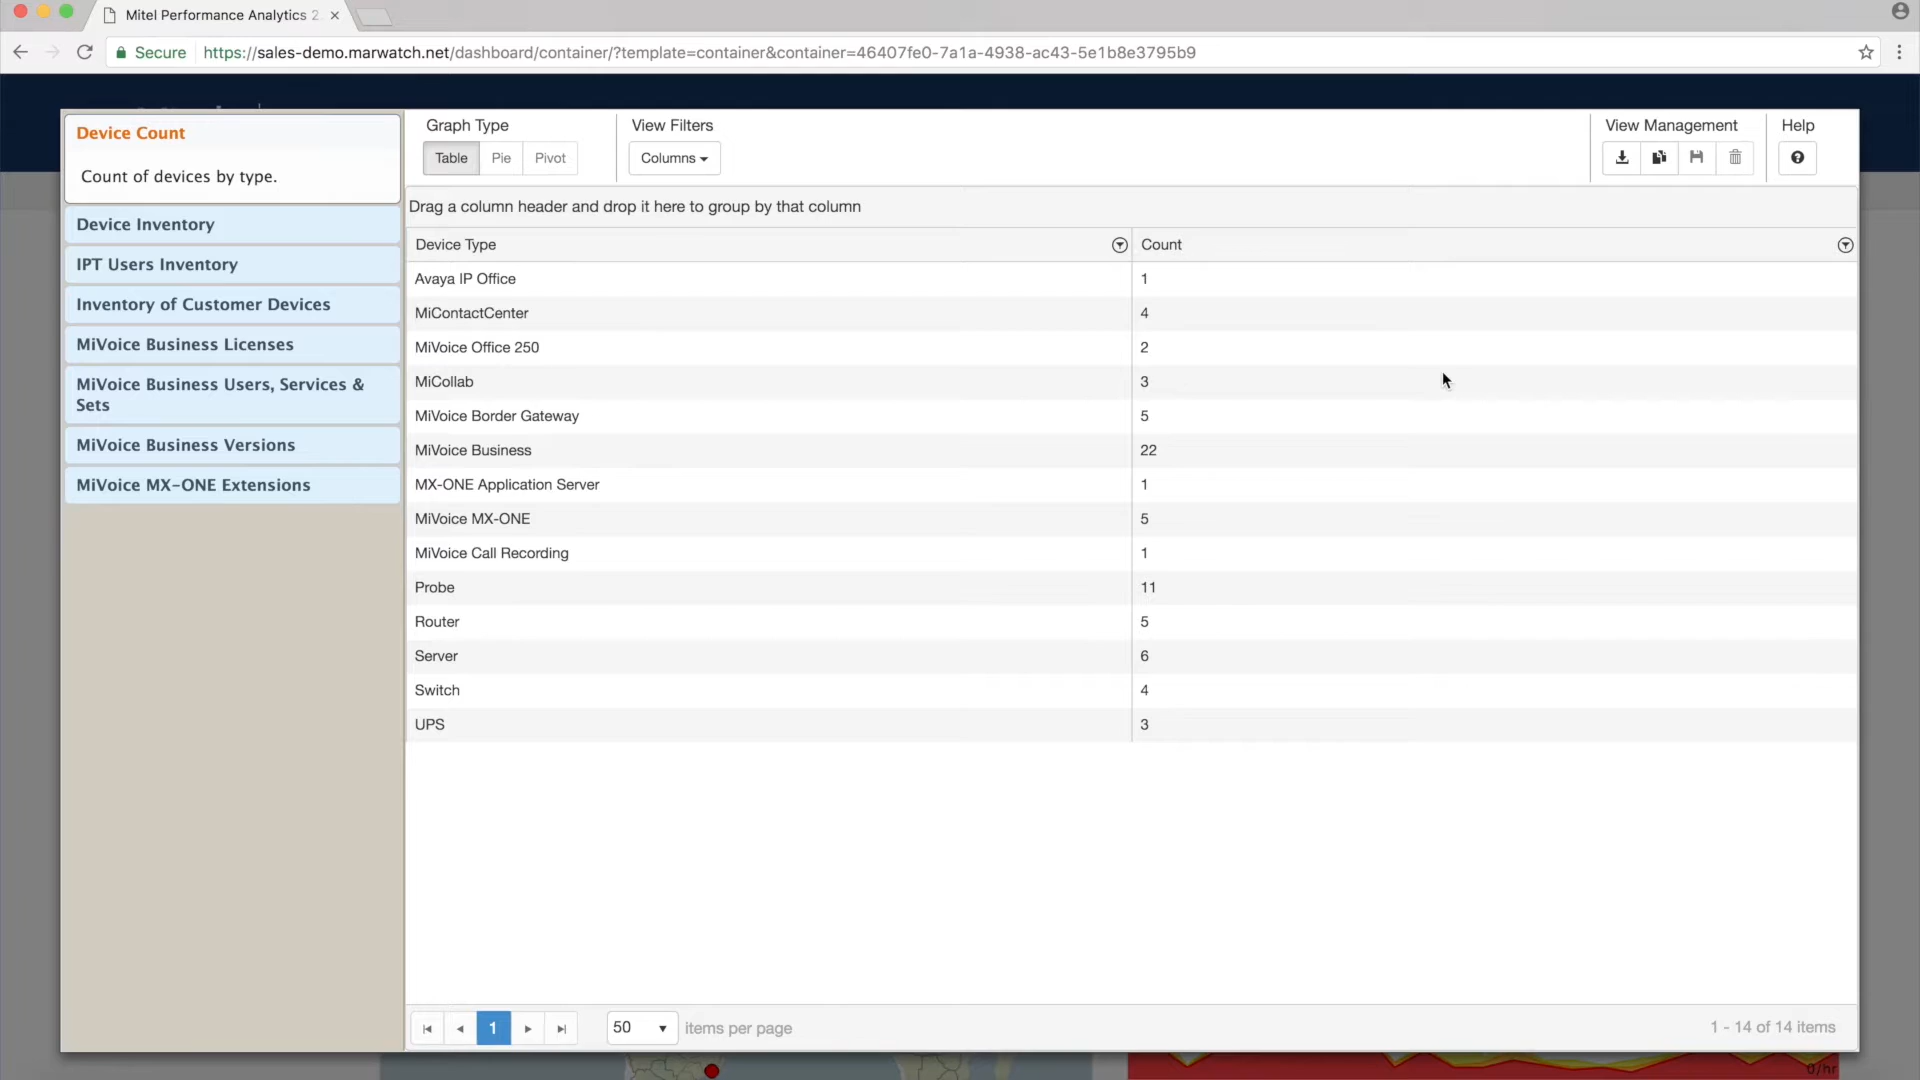 Mitel Performance Analytics 2
Secure https://sales-demo.marwatch.net/dashboard/container/?template=container&container=46407fe0-7a1a-4938-ac43-5e1b8e3795b9
Device Count
Count of devices by type.
Device Inventory
IPT Users Inventory
Inventory of Customer Devices
MiVoice Business Licenses
MiVoice Business Users, Services &
Sets
MiVoice Business Versions
MiVoice MX-ONE Extensions
Graph Type
Table Pie Pivot
View Filters
Columns
View Management
Help
Drag a column header and drop it here to group by that column
Device Type Count
Avaya IP Office 1
MiContactCenter 4
MiVoice Office 250 2
MiCollab 3
MiVoice Border Gateway 5
MiVoice Business 22
MX-ONE Application Server 1
MiVoice MX-ONE 5
MiVoice Call Recording 1
Probe 11
Router 5
Server 6
Switch 4
UPS 3
1 50 items per page 1 - 14 of 14 items
0/hr